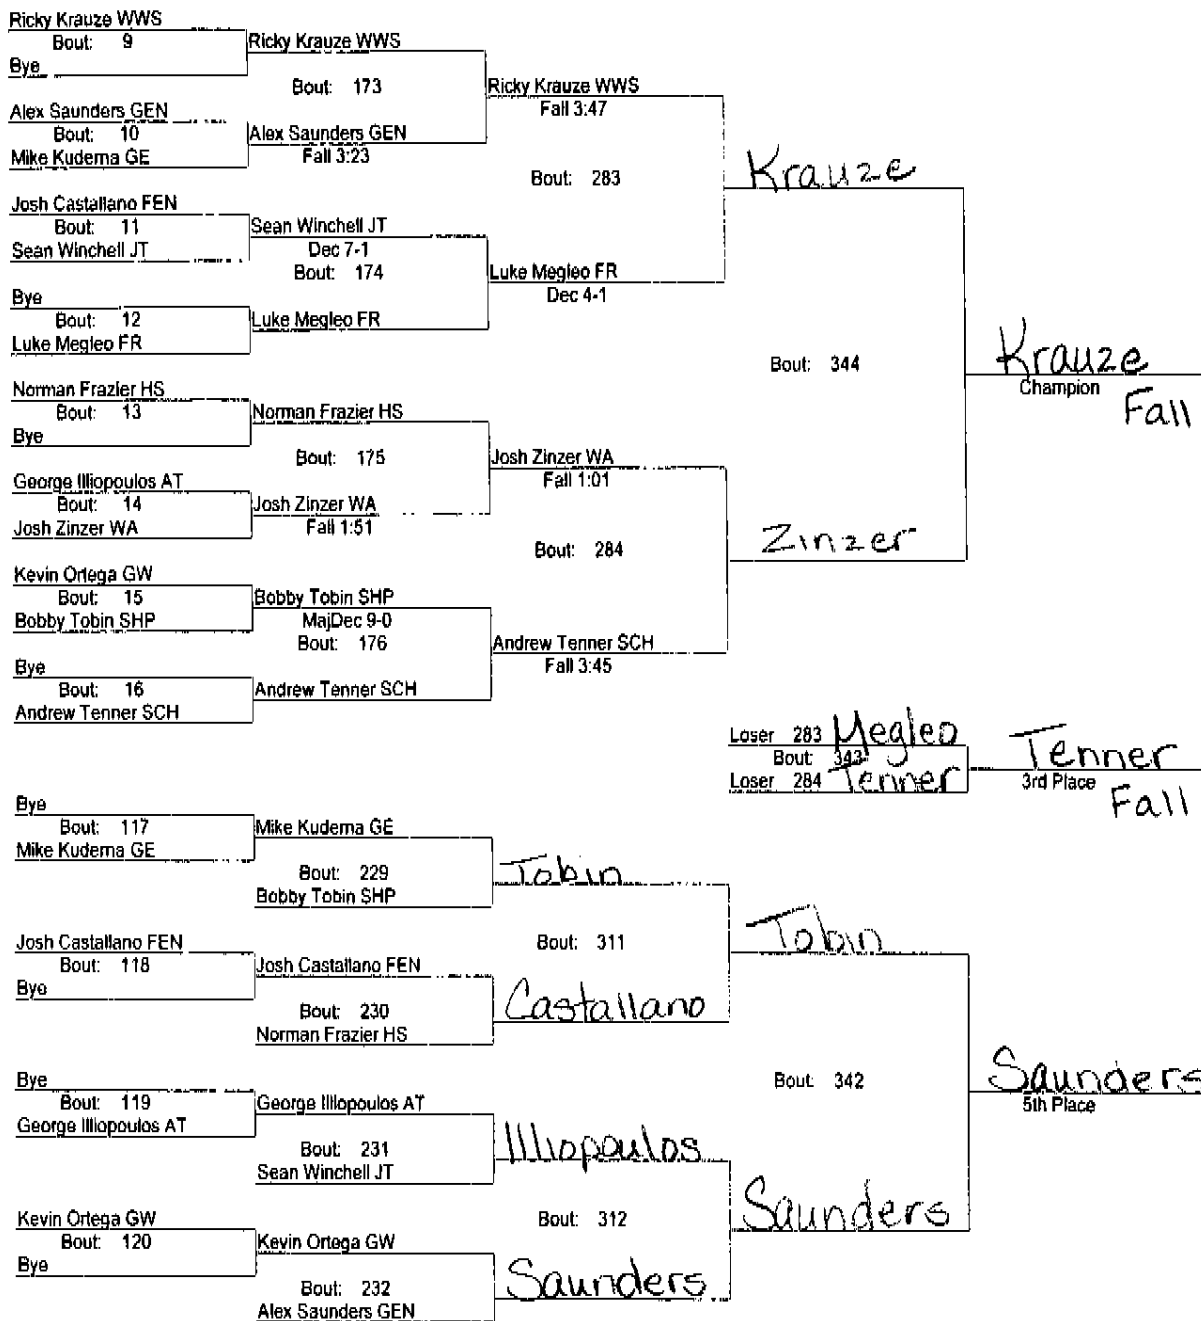 Ricky Krauze WWS
Bout: 9
Bye
Ricky Krauze WWS
Bout: 173
Ricky Krauze WWS
Fall 3:47
Alex Saunders GEN
Bout: 10
Mike Kuderna GE
Alex Saunders GEN
Fall 3:23
Bout: 283
Krauze
Josh Castallano FEN
Bout: 11
Sean Winchell JT
Sean Winchell JT
Dec 7-1
Bout: 174
Luke Megleo FR
Dec 4-1
Bye
Bout: 12
Luke Megleo FR
Luke Megleo FR
Bout: 344
Krauze
Champion
Fall
Norman Frazier HS
Bout: 13
Bye
Norman Frazier HS
Bout: 175
Josh Zinzer WA
Fall 1:01
George Illiopoulos AT
Bout: 14
Josh Zinzer WA
Josh Zinzer WA
Fall 1:51
Bout: 284
Zinzer
Kevin Ortega GW
Bout: 15
Bobby Tobin SHP
Bobby Tobin SHP
MajDec 9-0
Bout: 176
Andrew Tenner SCH
Fall 3:45
Bye
Bout: 16
Andrew Tenner SCH
Andrew Tenner SCH
Loser 283 Megleo
Bout: 343
Loser 284 Tenner
Tenner
3rd Place
Fall
Bye
Bout: 117
Mike Kuderna GE
Mike Kuderna GE
Bout: 229
Bobby Tobin SHP
Tobin
Josh Castallano FEN
Bout: 118
Bye
Josh Castallano FEN
Bout: 230
Norman Frazier HS
Castallano
Bout: 311
Tobin
Bye
Bout: 119
George Illiopoulos AT
George Illiopoulos AT
Bout: 231
Sean Winchell JT
Illiopoulos
Bout: 342
Saunders
5th Place
Kevin Ortega GW
Bout: 120
Bye
Kevin Ortega GW
Bout: 232
Alex Saunders GEN
Saunders
Bout: 312
Saunders